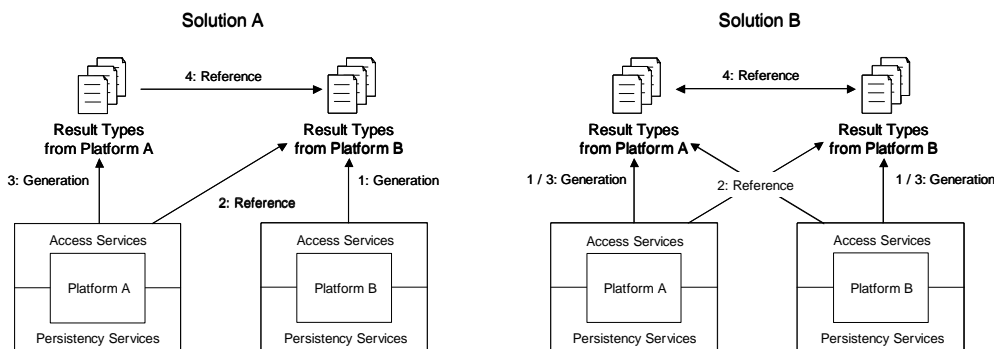 Solution A
4: Reference
Result Types
from Platform A
Result Types
from Platform B
3: Generation
1: Generation
2: Reference
Access Services
Platform A
Persistency Services
Access Services
Platform B
Persistency Services
Solution B
4: Reference
Result Types
from Platform A
Result Types
from Platform B
1 / 3: Generation
2: Reference
1 / 3: Generation
Access Services
Platform A
Persistency Services
Access Services
Platform B
Persistency Services